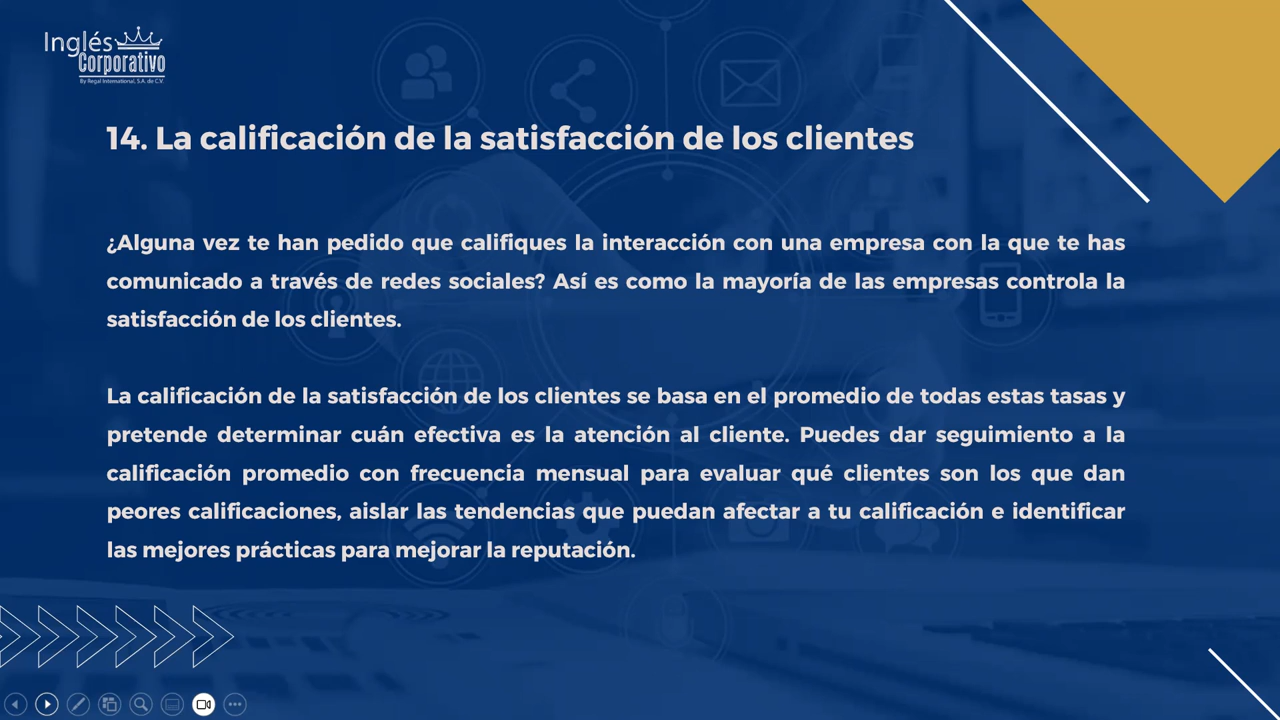 Inglés
Corporativo
By Regal International, S.A. de C.V.
14. La calificación de la satisfacción de los clientes
¿Alguna vez te han pedido que califiques la interacción con una empresa con la que te has
comunicado a través de redes sociales? Así es como la mayoría de las empresas controla la
satisfacción de los clientes.
La calificación de la satisfacción de los clientes se basa en el promedio de todas estas tasas y
pretende determinar cuán efectiva es la atención al cliente. Puedes dar seguimiento a la
calificación promedio con frecuencia mensual para evaluar qué clientes son los que dan
peores calificaciones, aislar las tendencias que puedan afectar a tu calificación e identificar
las mejores prácticas para mejorar la reputación.